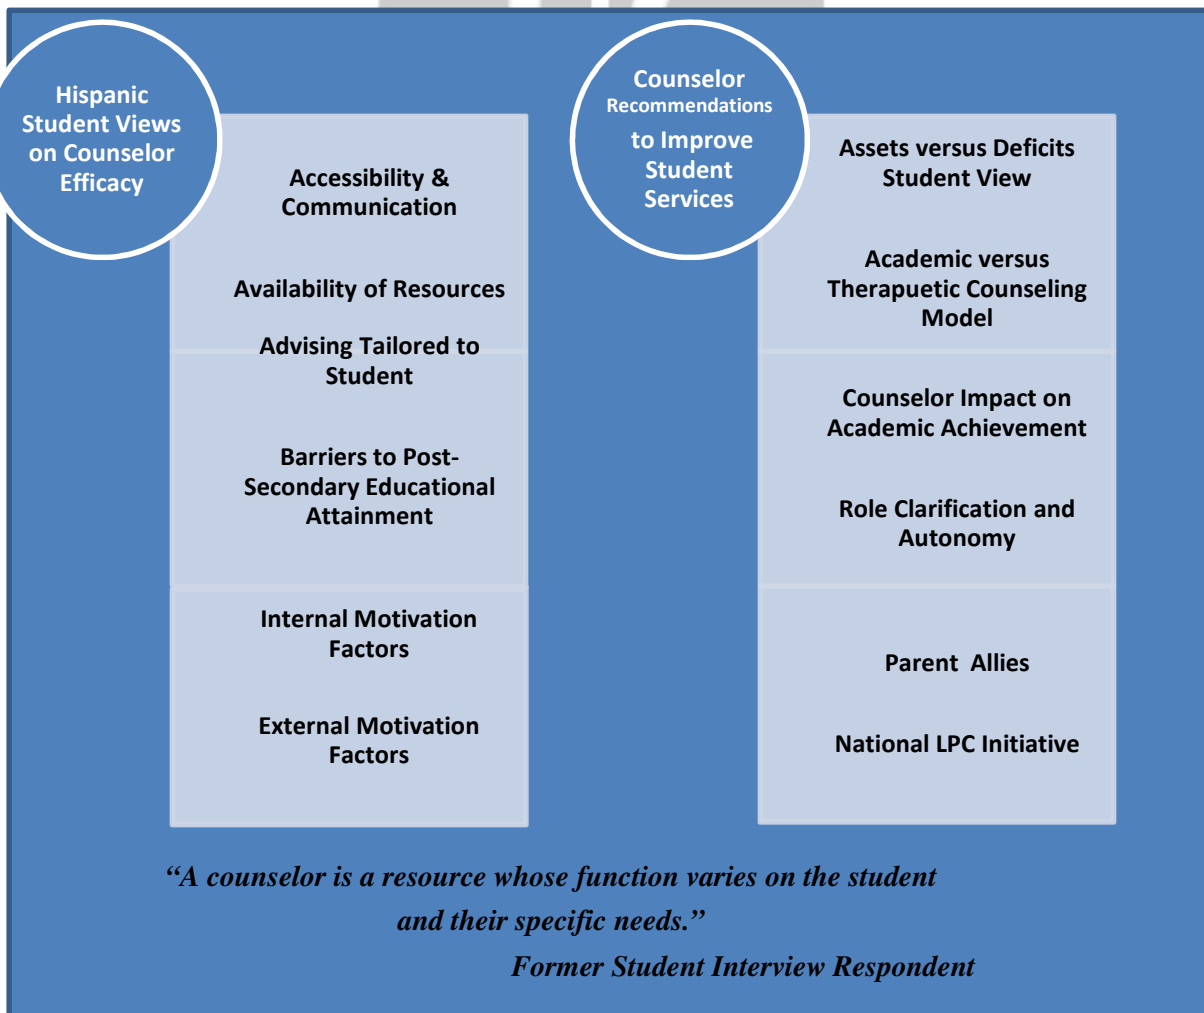 Hispanic
Student Views
on Counselor
Efficacy
Accessibility &
Communication
Availability of Resources
Advising Tailored to
Student
Barriers to Post-
Secondary Educational
Attainment
Internal Motivation
Factors
External Motivation
Factors
Counselor
Recommendations
to Improve
Student
Services
Assets versus Deficits
Student View
Academic versus
Therapuetic Counseling
Model
Counselor Impact on
Academic Achievement
Role Clarification and
Autonomy
Parent  Allies
National LPC Initiative
“A counselor is a resource whose function varies on the student
and their specific needs.”
Former Student Interview Respondent